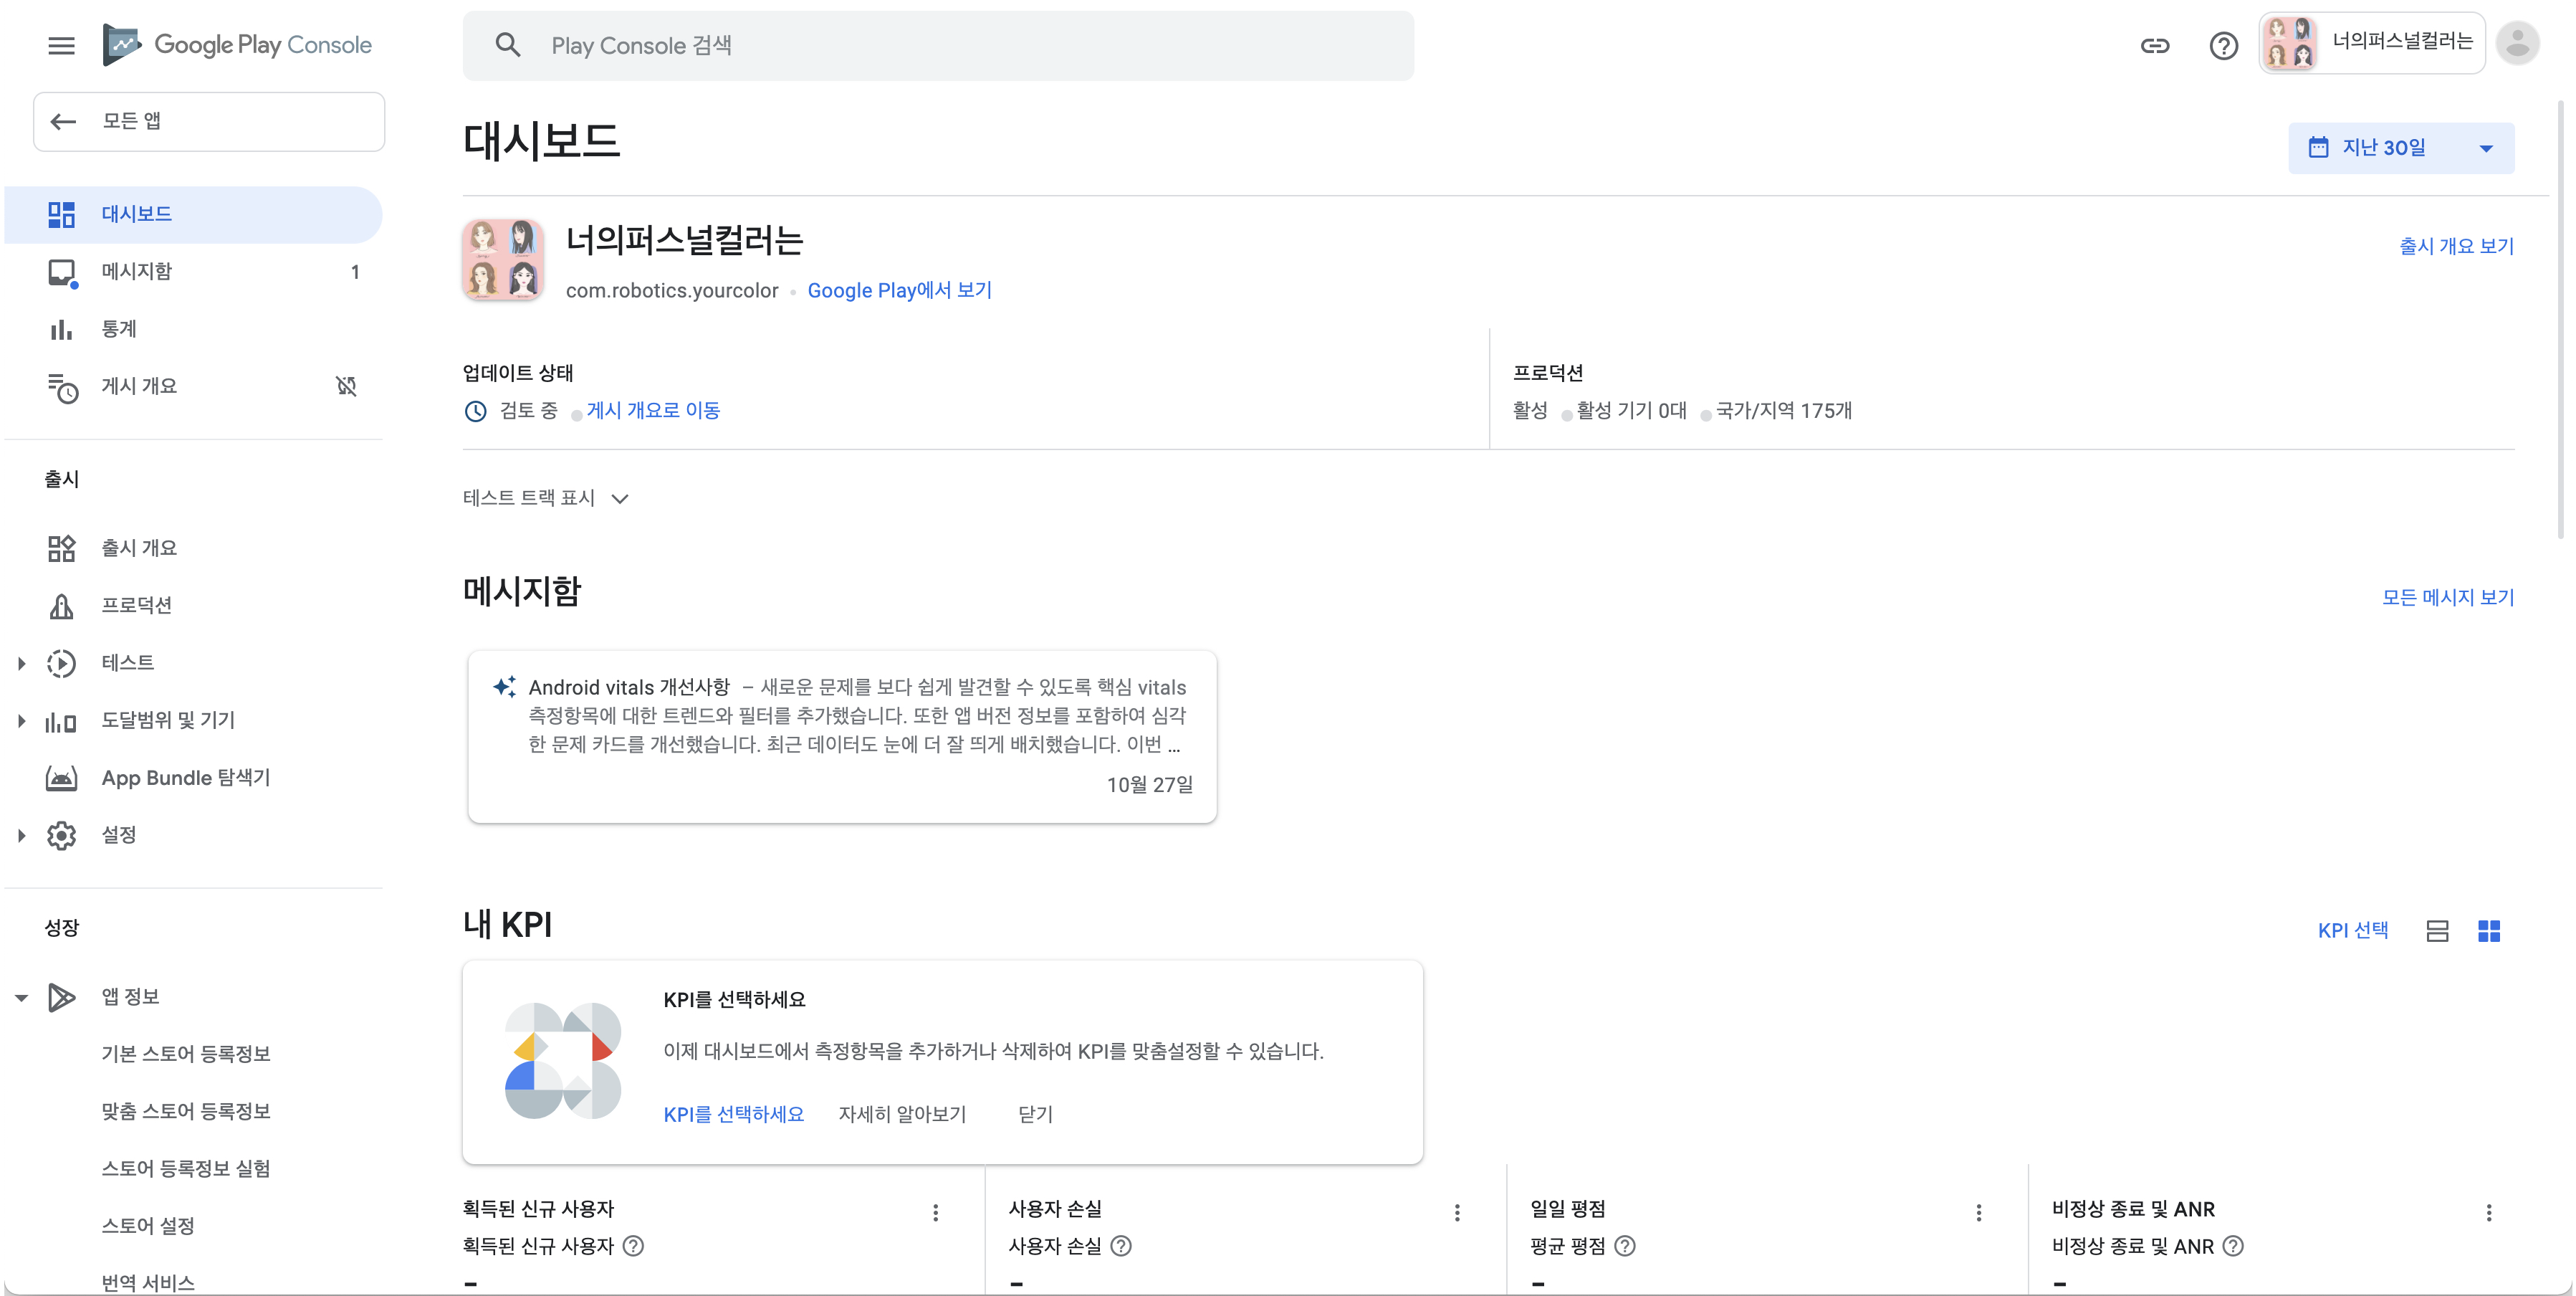 Google Play Console
Play Console 검색
너의퍼스널컬러는
모든 앱
대시보드
메시지함 1
통계
게시 개요
출시
출시 개요
프로덕션
테스트
도달범위 및 기기
App Bundle 탐색기
설정
성장
앱 정보
기본 스토어 등록정보
맞춤 스토어 등록정보
스토어 등록정보 실험
스토어 설정
번역 서비스
대시보드
지난 30일
너의퍼스널컬러는
com.robotics.yourcolor • Google Play에서 보기
출시 개요 보기
업데이트 상태
검토 중 • 게시 개요로 이동
프로덕션
활성 • 활성 기기 0대 • 국가/지역 175개
테스트 트랙 표시
메시지함
모든 메시지 보기
Android vitals 개선사항 – 새로운 문제를 보다 쉽게 발견할 수 있도록 핵심 vitals
측정항목에 대한 트렌드와 필터를 추가했습니다. 또한 앱 버전 정보를 포함하여 심각
한 문제 카드를 개선했습니다. 최근 데이터도 눈에 더 잘 띄게 배치했습니다. 이번 ...
10월 27일
내 KPI
KPI 선택
KPI를 선택하세요
이제 대시보드에서 측정항목을 추가하거나 삭제하여 KPI를 맞춤설정할 수 있습니다.
KPI를 선택하세요 자세히 알아보기 닫기
획득된 신규 사용자
획득된 신규 사용자
–
사용자 손실
사용자 손실
–
일일 평점
평균 평점
–
비정상 종료 및 ANR
비정상 종료 및 ANR
–